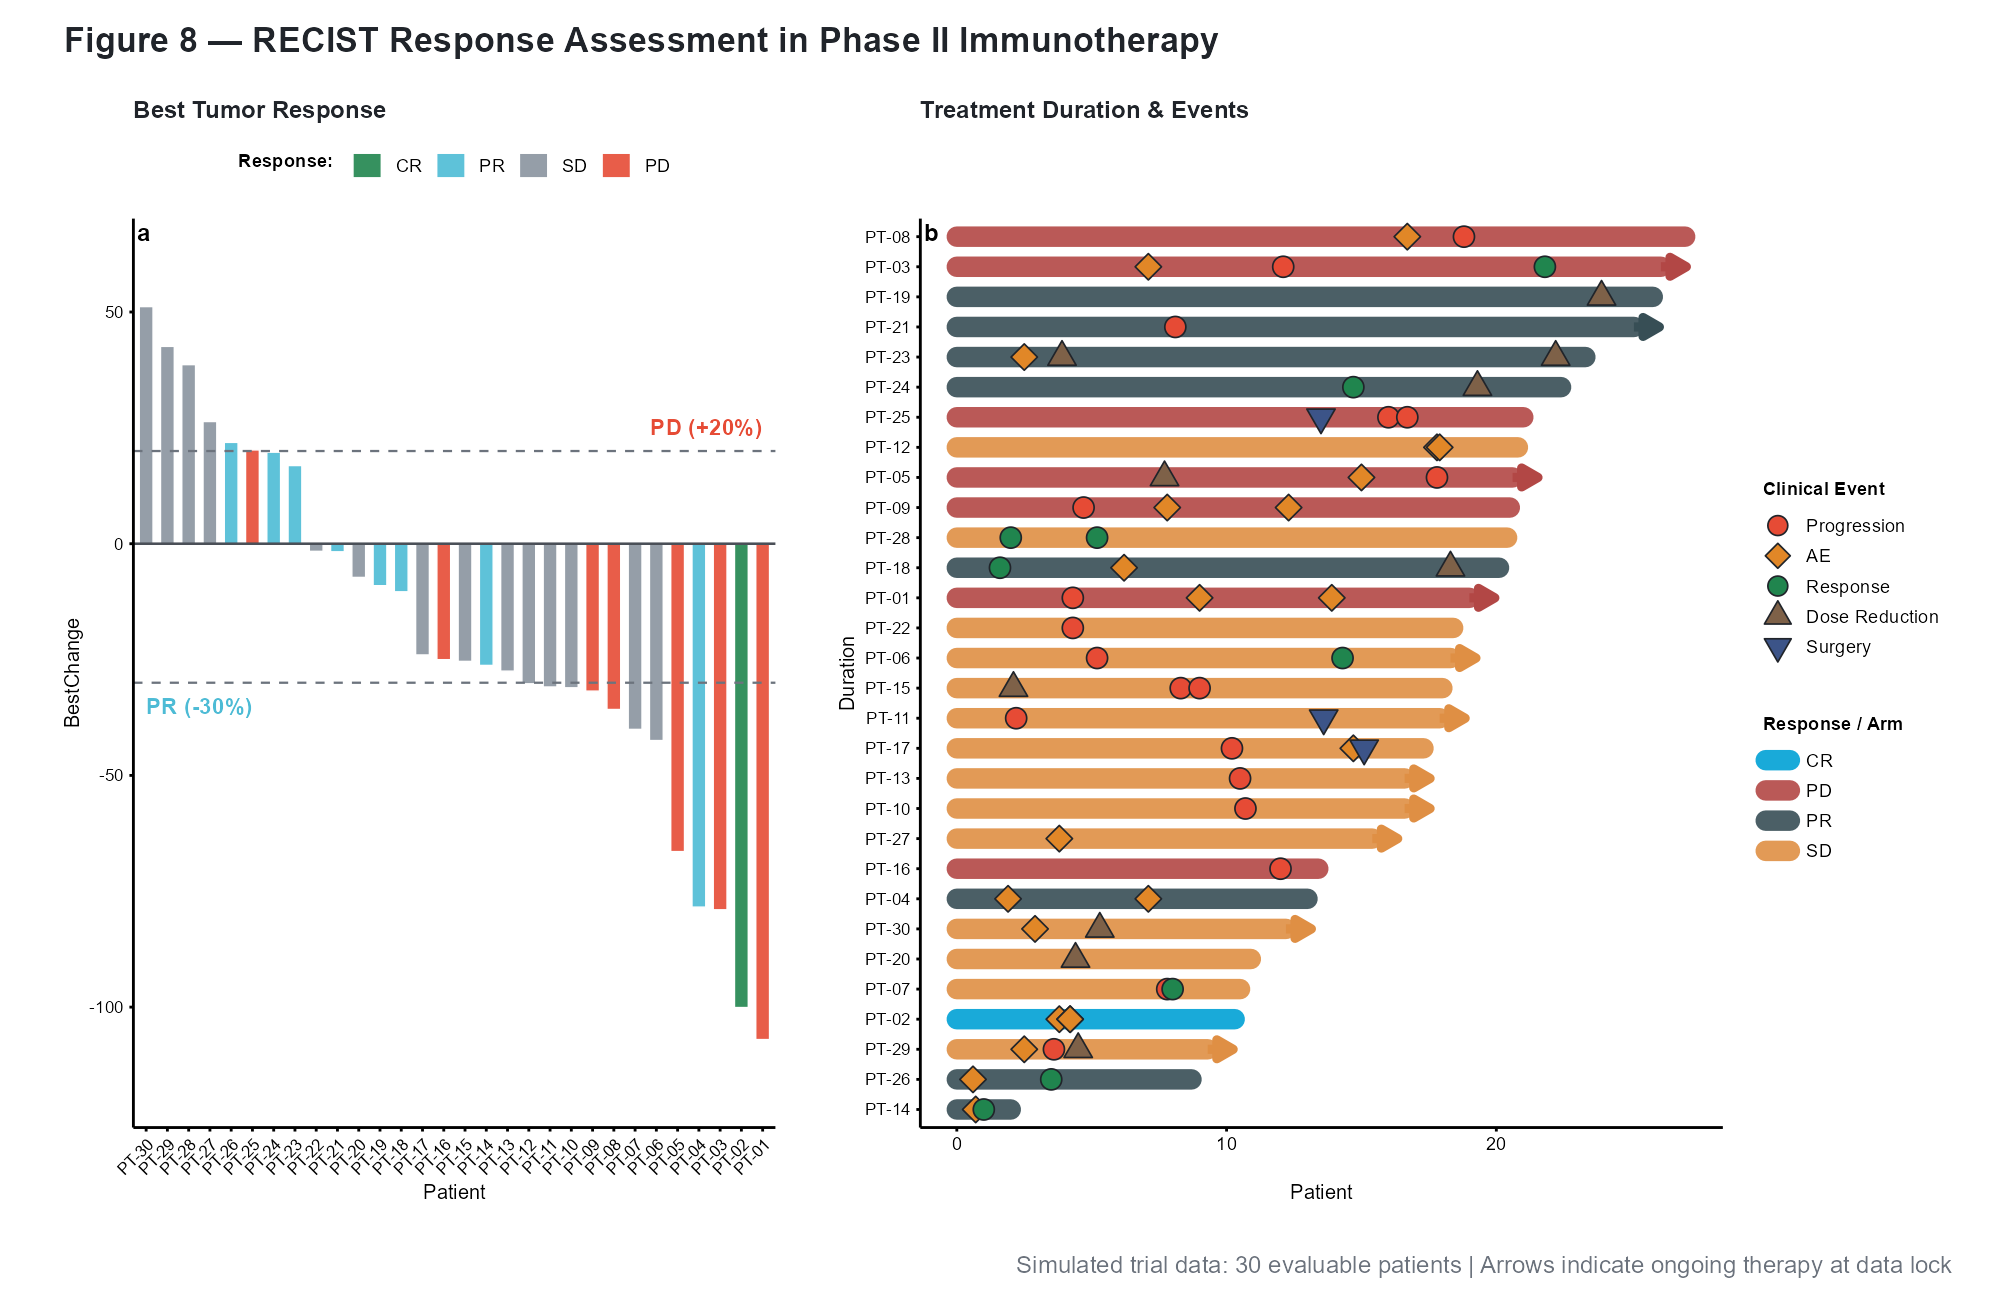 Figure 8 — RECIST Response Assessment in Phase II Immunotherapy
Best Tumor Response
Response:
CR
PR
SD
PD
a
50
0
-50
-100
BestChange
PD (+20%)
PR (-30%)
PT-30
PT-29
PT-28
PT-27
PT-26
PT-25
PT-24
PT-23
PT-22
PT-21
PT-20
PT-19
PT-18
PT-17
PT-16
PT-15
PT-14
PT-13
PT-12
PT-11
PT-10
PT-09
PT-08
PT-07
PT-06
PT-05
PT-04
PT-03
PT-02
PT-01
Patient
Treatment Duration & Events
b
PT-08
PT-03
PT-19
PT-21
PT-23
PT-24
PT-25
PT-12
PT-05
PT-09
PT-28
PT-18
PT-01
PT-22
PT-06
PT-15
PT-11
PT-17
PT-13
PT-10
PT-27
PT-16
PT-04
PT-30
PT-20
PT-07
PT-02
PT-29
PT-26
PT-14
Duration
0
10
20
Patient
Clinical Event
Progression
AE
Response
Dose Reduction
Surgery
Response / Arm
CR
PD
PR
SD
Simulated trial data: 30 evaluable patients | Arrows indicate ongoing therapy at data lock